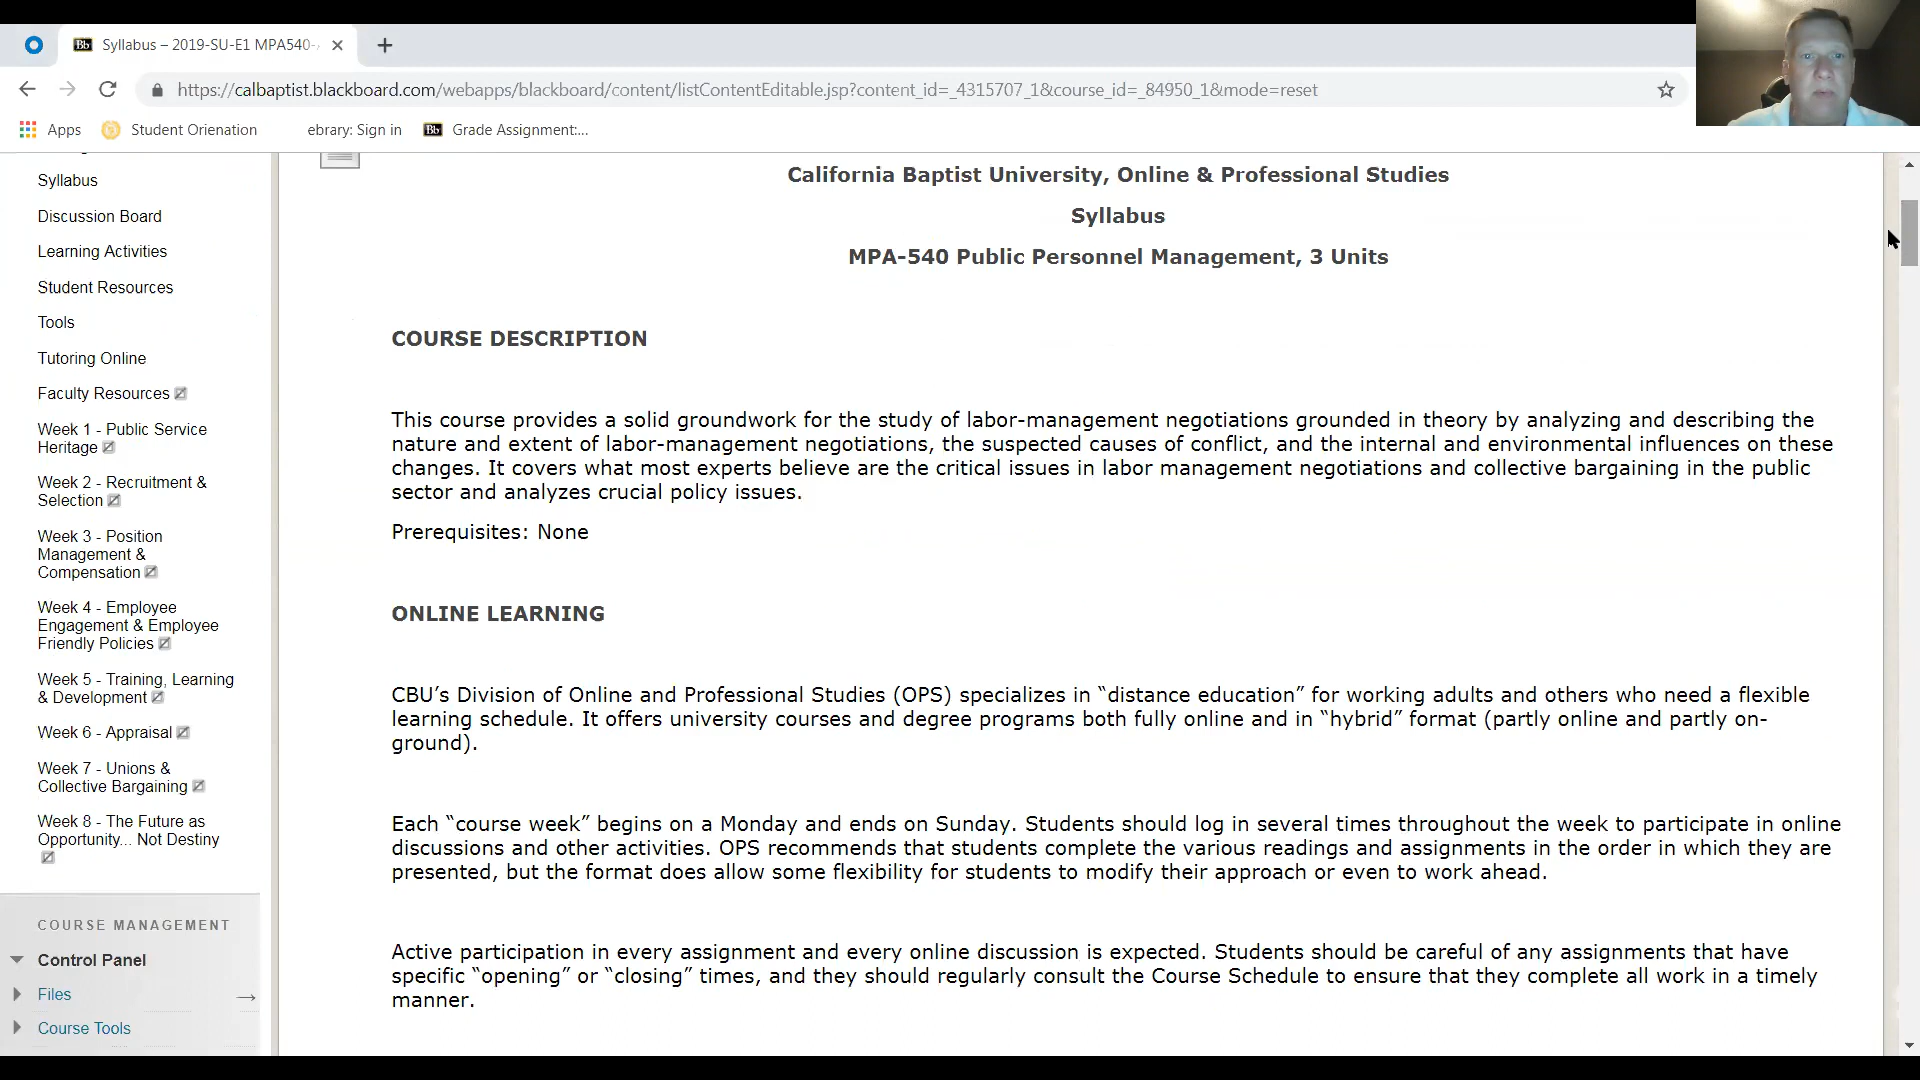 Syllabus – 2019-SU-E1 MPA540-
https://calbaptist.blackboard.com/webapps/blackboard/content/listContentEditable.jsp?content_id=_4315707_1&course_id=_84950_1&mode=reset
Apps
Student Orienation
ebrary: Sign in
Bb
Grade Assignment:...
Syllabus
Discussion Board
Learning Activities
Student Resources
Tools
Tutoring Online
Faculty Resources
Week 1 - Public Service
Heritage
Week 2 - Recruitment &
Selection
Week 3 - Position
Management &
Compensation
Week 4 - Employee
Engagement & Employee
Friendly Policies
Week 5 - Training, Learning
& Development
Week 6 - Appraisal
Week 7 - Unions &
Collective Bargaining
Week 8 - The Future as
Opportunity... Not Destiny
COURSE MANAGEMENT
Control Panel
Files
Course Tools
California Baptist University, Online & Professional Studies
Syllabus
MPA-540 Public Personnel Management, 3 Units
COURSE DESCRIPTION
This course provides a solid groundwork for the study of labor-management negotiations grounded in theory by analyzing and describing the
nature and extent of labor-management negotiations, the suspected causes of conflict, and the internal and environmental influences on these
changes. It covers what most experts believe are the critical issues in labor management negotiations and collective bargaining in the public
sector and analyzes crucial policy issues.
Prerequisites: None
ONLINE LEARNING
CBU’s Division of Online and Professional Studies (OPS) specializes in “distance education” for working adults and others who need a flexible
learning schedule. It offers university courses and degree programs both fully online and in “hybrid” format (partly online and partly on-
ground).
Each “course week” begins on a Monday and ends on Sunday. Students should log in several times throughout the week to participate in online
discussions and other activities. OPS recommends that students complete the various readings and assignments in the order in which they are
presented, but the format does allow some flexibility for students to modify their approach or even to work ahead.
Active participation in every assignment and every online discussion is expected. Students should be careful of any assignments that have
specific “opening” or “closing” times, and they should regularly consult the Course Schedule to ensure that they complete all work in a timely
manner.